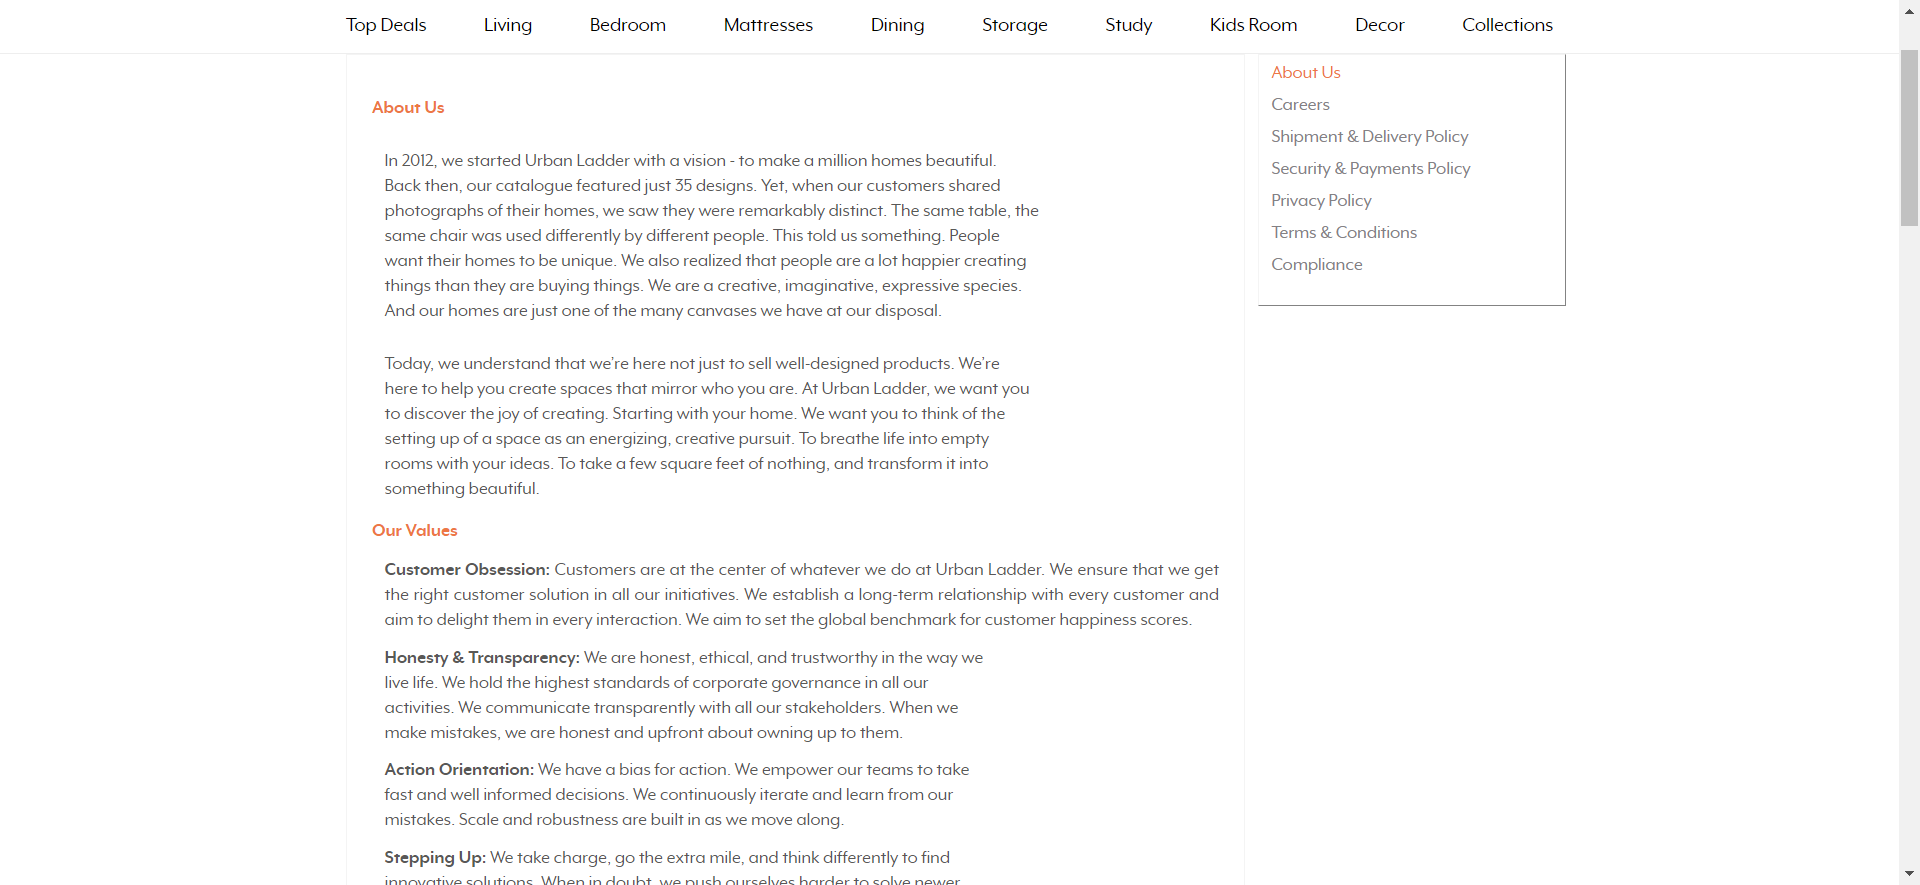 Top Deals Living Bedroom Mattresses Dining Storage Study Kids Room Decor Collections
About Us
In 2012, we started Urban Ladder with a vision - to make a million homes beautiful.
Back then, our catalogue featured just 35 designs. Yet, when our customers shared
photographs of their homes, we saw they were remarkably distinct. The same table, the
same chair was used differently by different people. This told us something. People
want their homes to be unique. We also realized that people are a lot happier creating
things than they are buying things. We are a creative, imaginative, expressive species.
And our homes are just one of the many canvases we have at our disposal.
Today, we understand that we're here not just to sell well-designed products. We're
here to help you create spaces that mirror who you are. At Urban Ladder, we want you
to discover the joy of creating. Starting with your home. We want you to think of the
setting up of a space as an energizing, creative pursuit. To breathe life into empty
rooms with your ideas. To take a few square feet of nothing, and transform it into
something beautiful.
Our Values
Customer Obsession: Customers are at the center of whatever we do at Urban Ladder. We ensure that we get
the right customer solution in all our initiatives. We establish a long-term relationship with every customer and
aim to delight them in every interaction. We aim to set the global benchmark for customer happiness scores.
Honesty & Transparency: We are honest, ethical, and trustworthy in the way we
live life. We hold the highest standards of corporate governance in all our
activities. We communicate transparently with all our stakeholders. When we
make mistakes, we are honest and upfront about owning up to them.
Action Orientation: We have a bias for action. We empower our teams to take
fast and well informed decisions. We continuously iterate and learn from our
mistakes. Scale and robustness are built in as we move along.
Stepping Up: We take charge, go the extra mile, and think differently to find
innovative solutions. When in doubt, we push ourselves harder to solve newer
About Us
Careers
Shipment & Delivery Policy
Security & Payments Policy
Privacy Policy
Terms & Conditions
Compliance